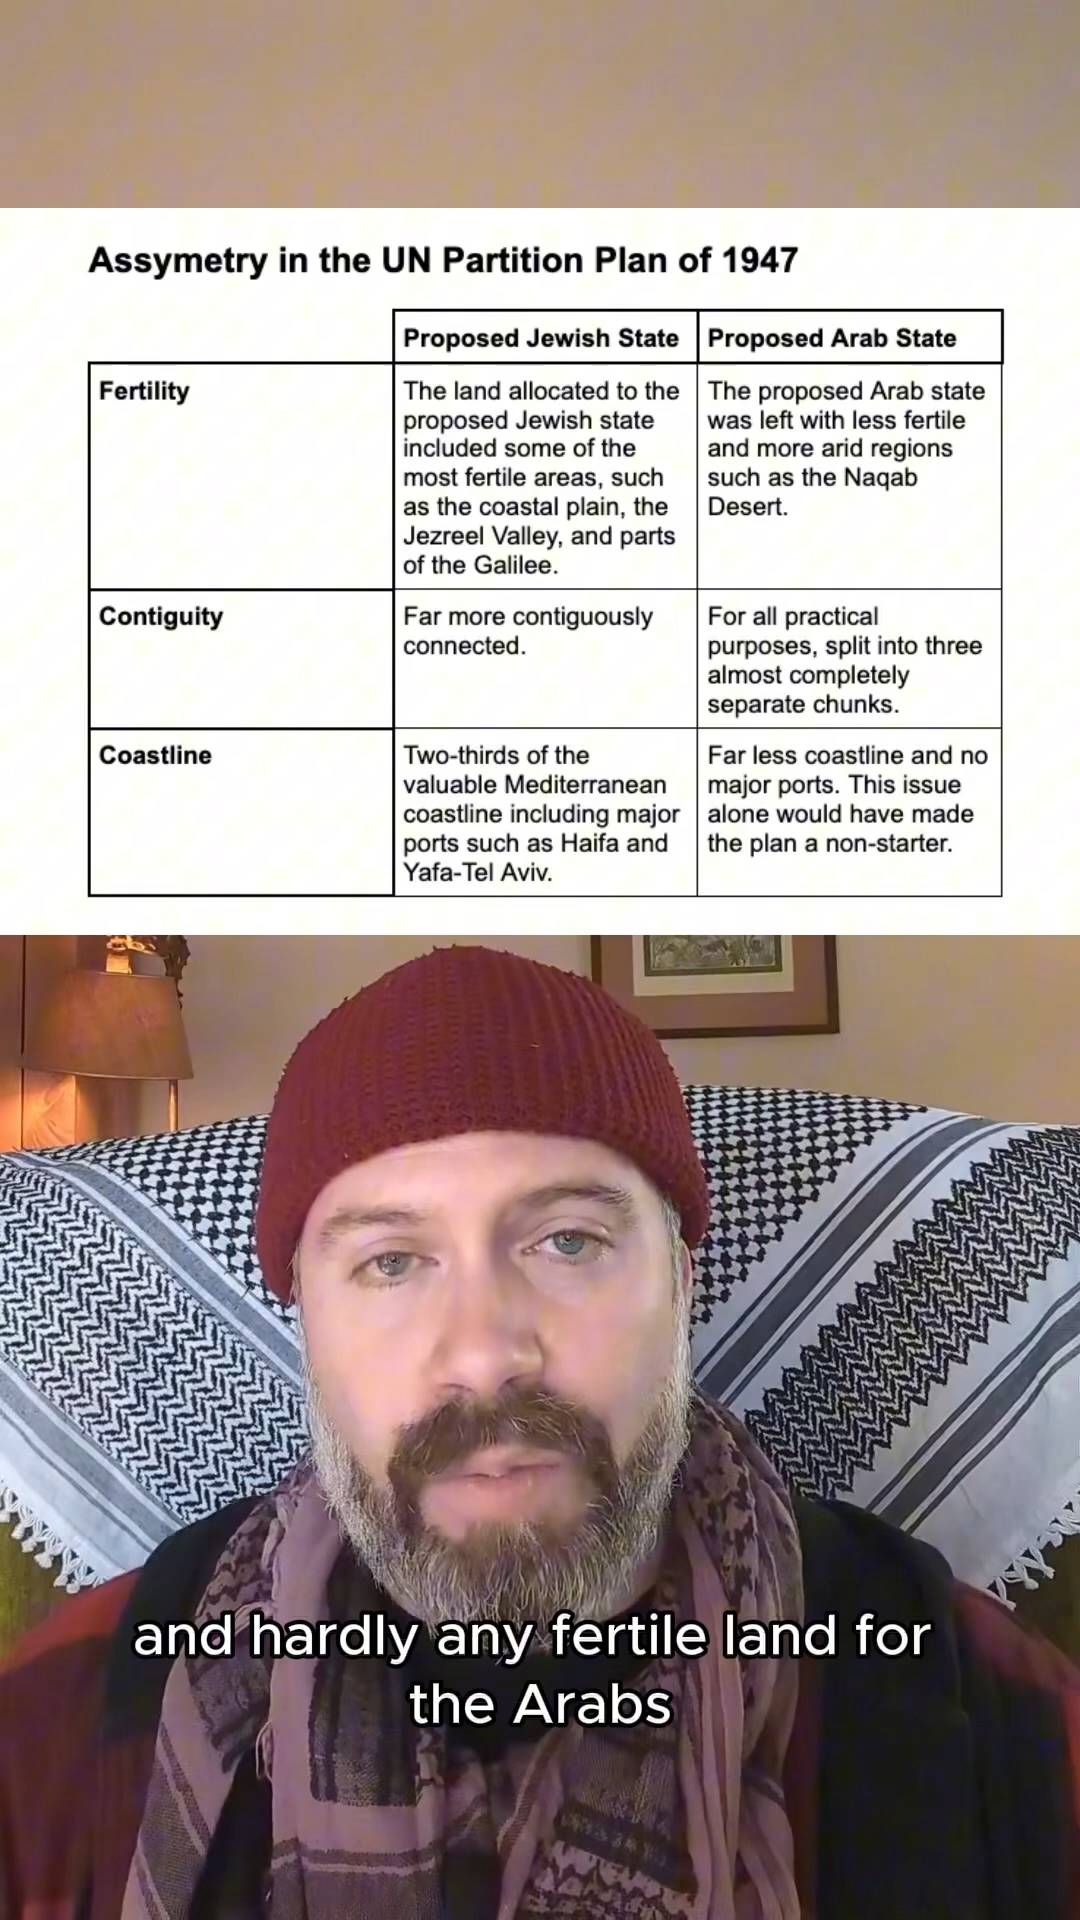 Assymetry in the UN Partition Plan of 1947
Proposed Jewish State
Proposed Arab State
Fertility
The land allocated to the
proposed Jewish state
included some of the
most fertile areas, such
as the coastal plain, the
Jezreel Valley, and parts
of the Galilee.
The proposed Arab state
was left with less fertile
and more arid regions
such as the Naqab
Desert.
Contiguity
Far more contiguously
connected.
For all practical
purposes, split into three
almost completely
separate chunks.
Coastline
Two-thirds of the
valuable Mediterranean
coastline including major
ports such as Haifa and
Yafa-Tel Aviv.
Far less coastline and no
major ports. This issue
alone would have made
the plan a non-starter.
and hardly any fertile land for
the Arabs